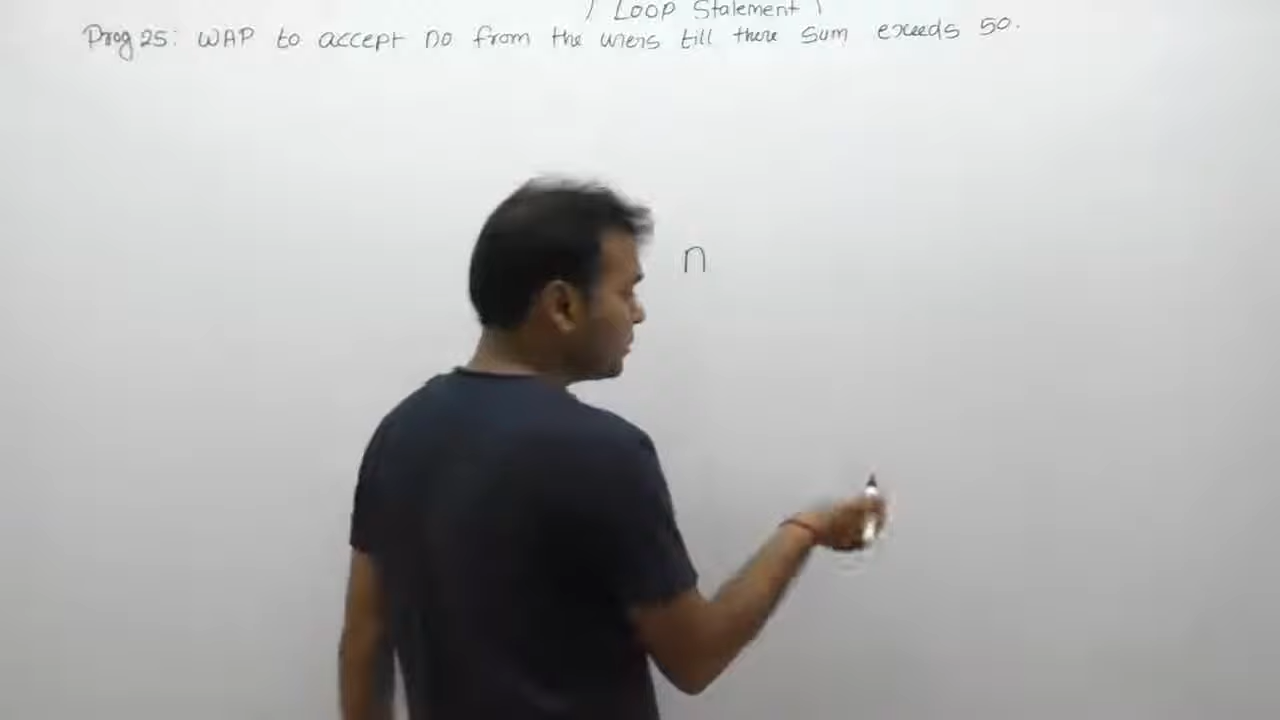 ( Loop Statement )
Prog 25: WAP to accept no from the users till there sum exceeds 50.
n